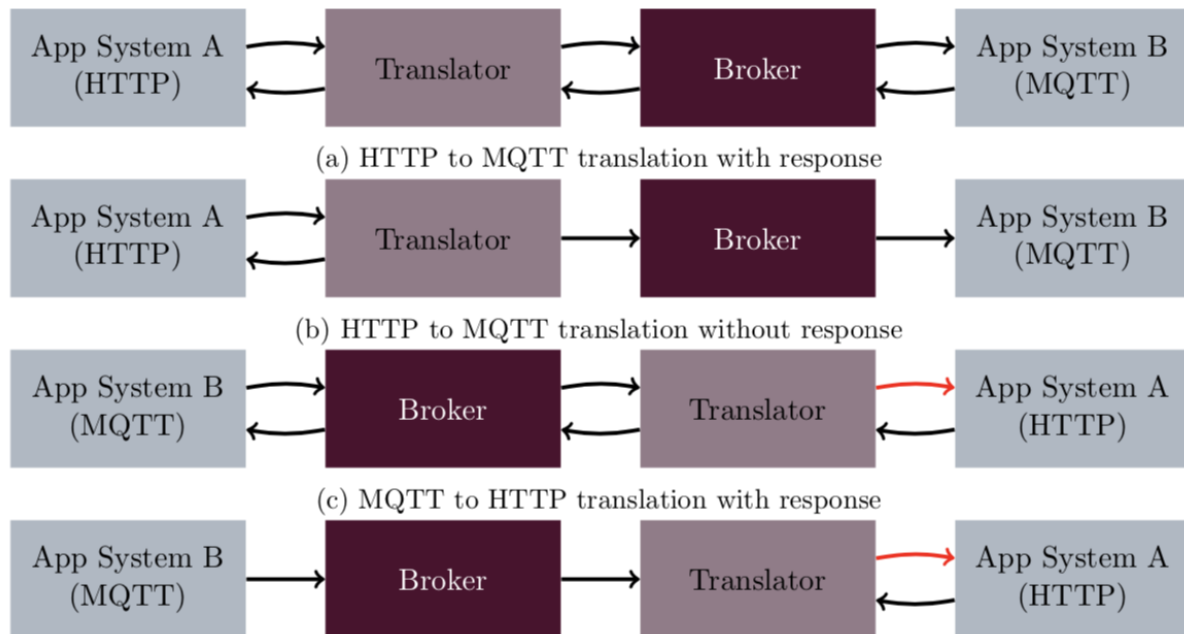 App System A
(HTTP)
Translator
Broker
App System B
(MQTT)
(a) HTTP to MQTT translation with response
App System A
(HTTP)
Translator
Broker
App System B
(MQTT)
(b) HTTP to MQTT translation without response
App System B
(MQTT)
Broker
Translator
App System A
(HTTP)
(c) MQTT to HTTP translation with response
App System B
(MQTT)
Broker
Translator
App System A
(HTTP)